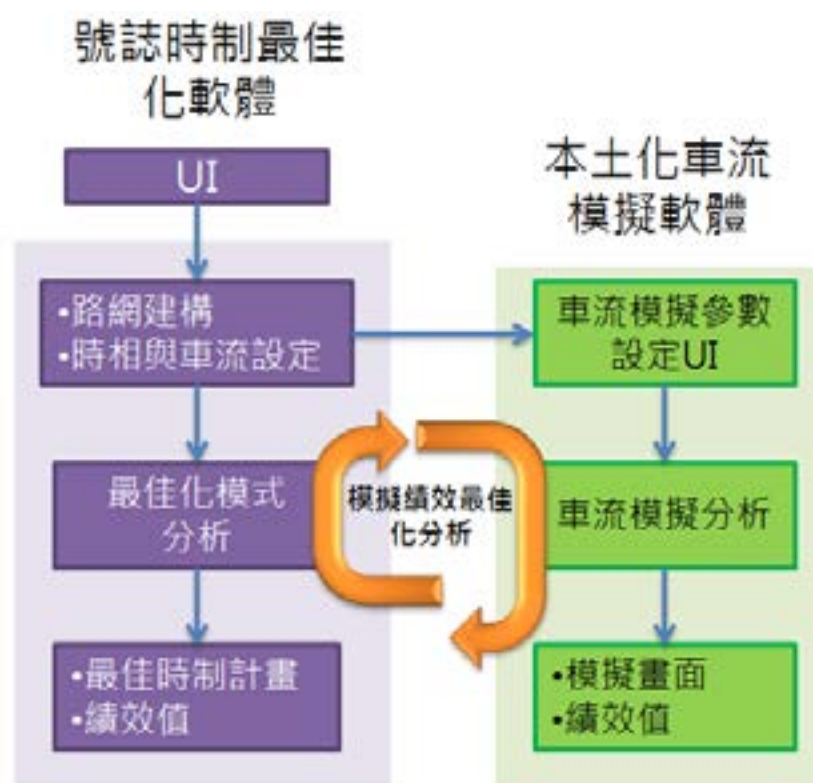 號誌時制最佳
化軟體
UI
•路網建構
•時相與車流設定
最佳化模式
分析
•最佳時制計畫
•績效值
模擬績效最佳
化分析
本土化車流
模擬軟體
車流模擬參數
設定UI
車流模擬分析
•模擬畫面
•績效值